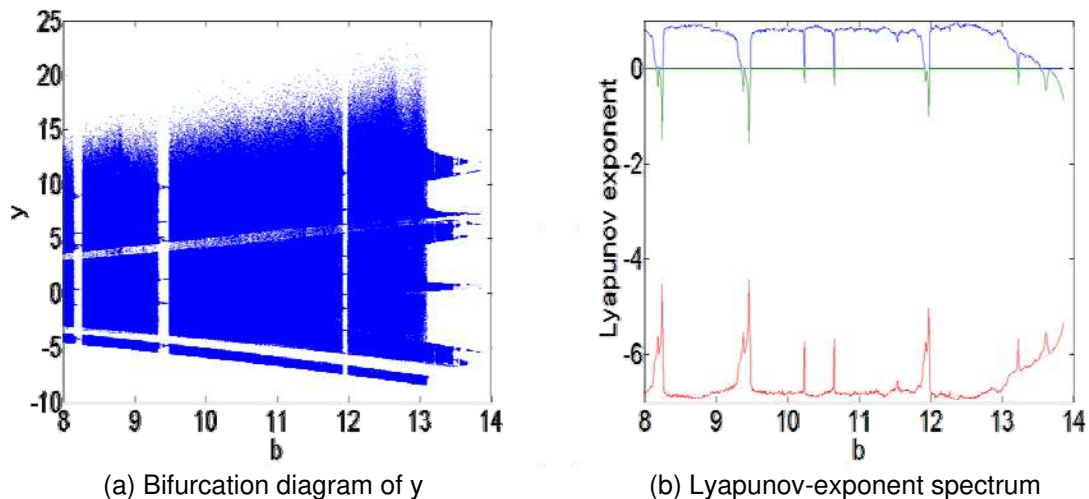 25
20
15
10
5
0
-5
-10
y
8 9 10 11 12 13 14
b
(a) Bifurcation diagram of y
0
-2
-4
-6
Lyapunov exponent
8 9 10 11 12 13 14
b
(b) Lyapunov-exponent spectrum